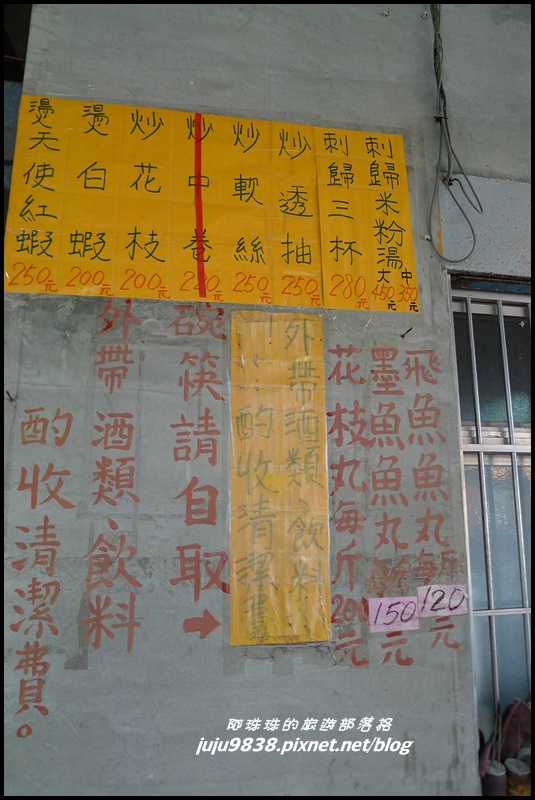 刺歸米粉湯大450元中350元
刺歸三杯280元
炒透抽250元
炒軟絲250元
炒中卷220元
炒花枝200元
燙白蝦200元
燙天使紅蝦250元
飛魚魚丸每斤120元
墨魚魚丸每斤150元
花枝丸每斤200元
外帶酒類、飲料
酌收清潔費
碗筷請自取→
外帶酒類、飲料
酌收清潔費。
阿珠珠的旅遊部落格
juju9838.pixnet.net/blog